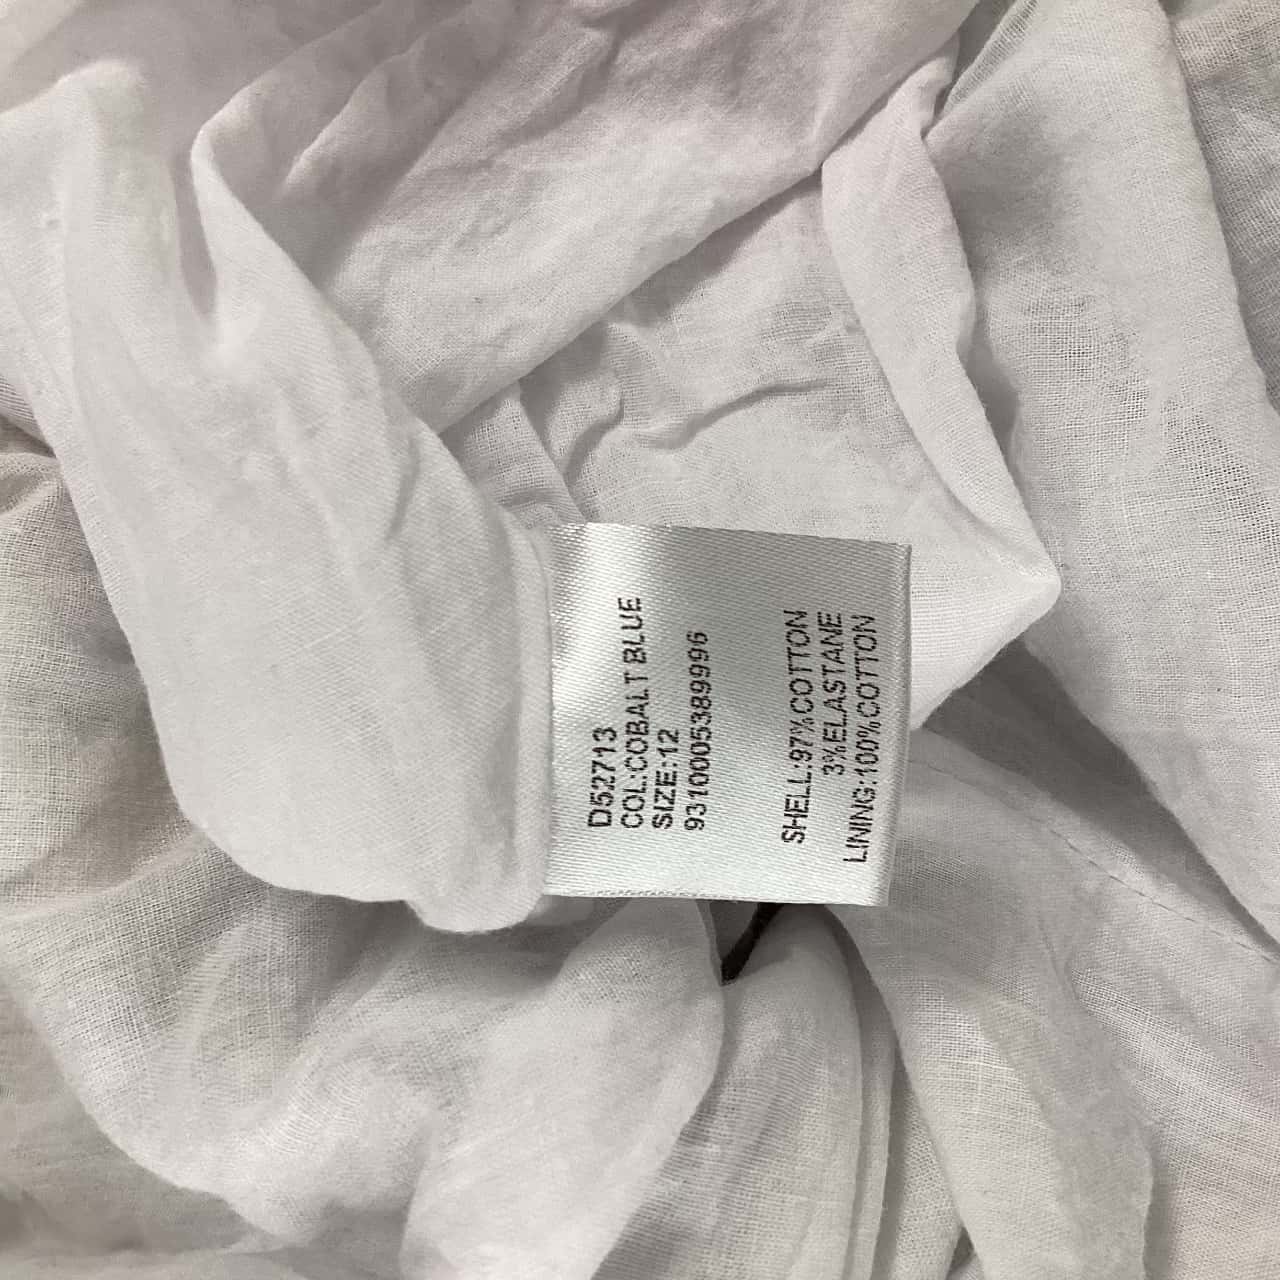 D52713
COL:COBALT BLUE
SIZE:12
9310005389996
SHELL:97%COTTON
3%ELASTANE
LINING:100%COTTON